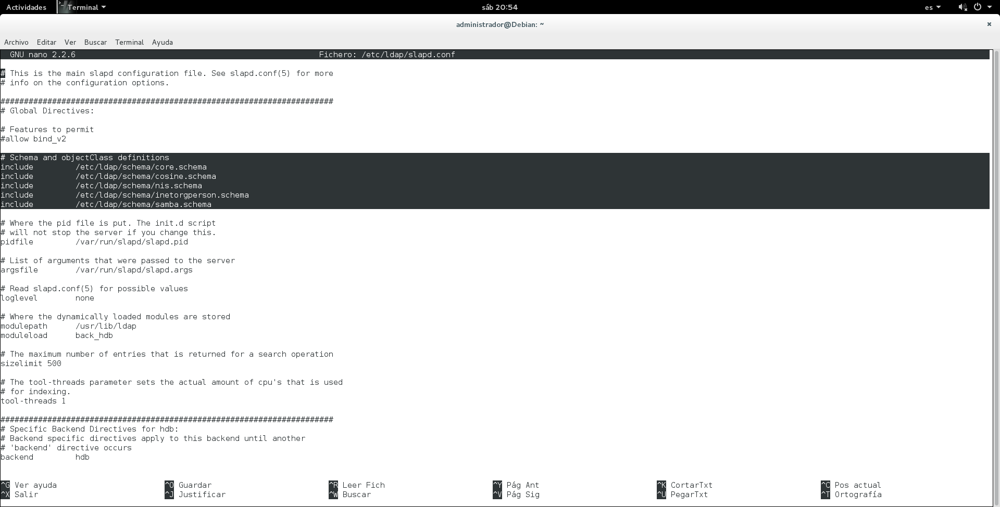 Actividades Terminal sáb 20:54 es
administrador@Debian: ~ ×
Archivo Editar Ver Buscar Terminal Ayuda
GNU nano 2.2.6 Fichero: /etc/ldap/slapd.conf
# This is the main slapd configuration file. See slapd.conf(5) for more
# info on the configuration options.
#######################################################################
# Global Directives:
# Features to permit
#allow bind_v2
# Schema and objectClass definitions
include /etc/ldap/schema/core.schema
include /etc/ldap/schema/cosine.schema
include /etc/ldap/schema/nis.schema
include /etc/ldap/schema/inetorgperson.schema
include /etc/ldap/schema/samba.schema
# Where the pid file is put. The init.d script
# will not stop the server if you change this.
pidfile /var/run/slapd/slapd.pid
# List of arguments that were passed to the server
argsfile /var/run/slapd/slapd.args
# Read slapd.conf(5) for possible values
loglevel none
# Where the dynamically loaded modules are stored
modulepath /usr/lib/ldap
moduleload back_hdb
# The maximum number of entries that is returned for a search operation
sizelimit 500
# The tool-threads parameter sets the actual amount of cpu's that is used
# for indexing.
tool-threads 1
#######################################################################
# Specific Backend Directives for hdb:
# Backend specific directives apply to this backend until another
# 'backend' directive occurs
backend hdb
^G Ver ayuda ^O Guardar ^R Leer Fich ^Y Pág Ant ^K CortarTxt ^C Pos actual
^X Salir ^J Justificar ^W Buscar ^V Pág Sig ^U PegarTxt ^T Ortografía